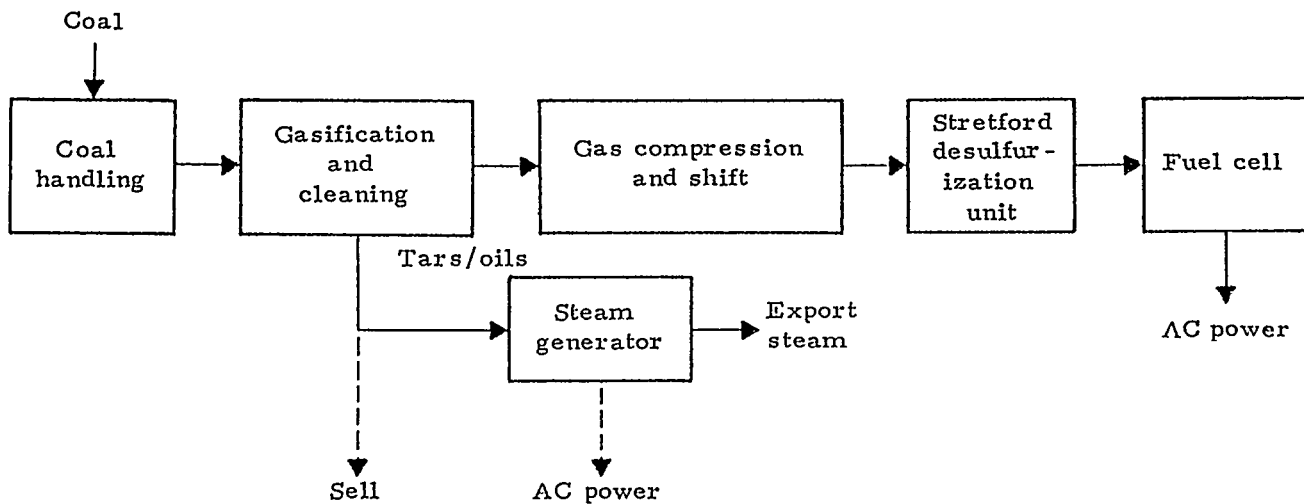 Coal
Coal
handling
Gasification
and
cleaning
Gas compression
and shift
Stretford
desulfur-
ization
unit
Fuel cell
Tars/oils
Steam
generator
Export
steam
AC power
Sell
AC power